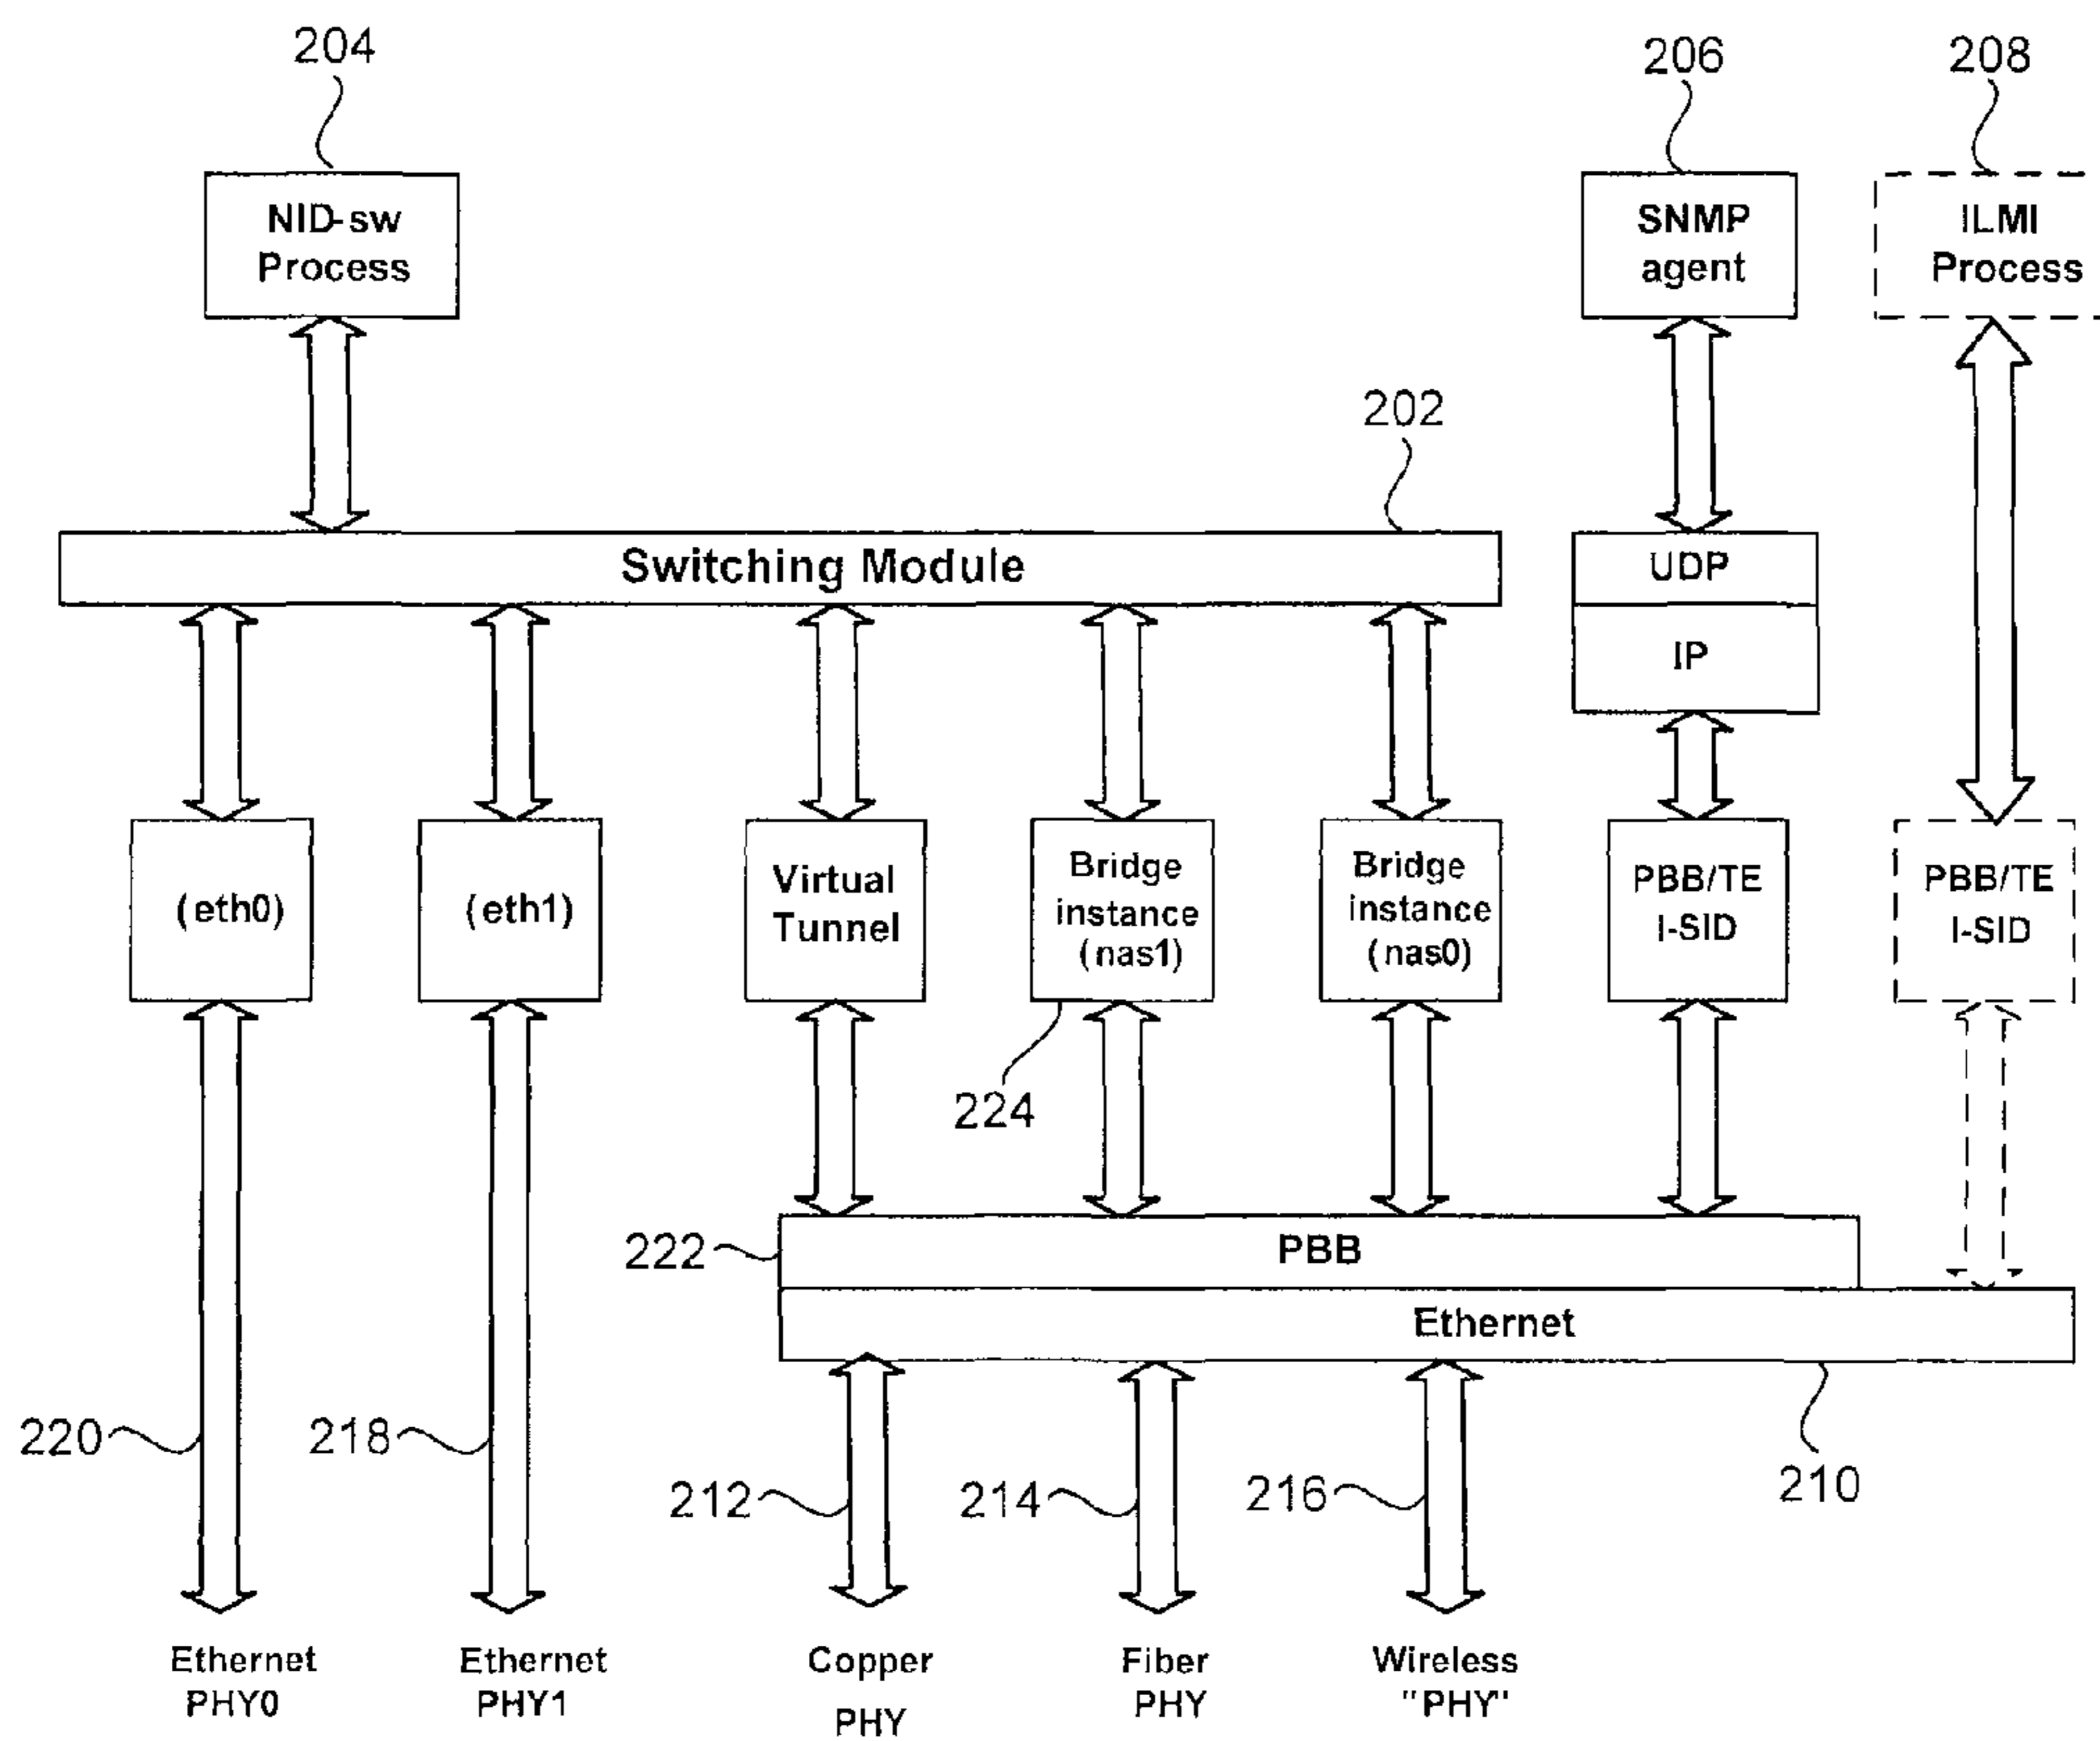 204
206
208
NID-sw
Process
SNMP
agent
ILMI
Process
202
Switching Module
UDP
IP
(eth0)
(eth1)
Virtual
Tunnel
Bridge
instance
(nas1)
Bridge
instance
(nas0)
PBB/TE
I-SID
PBB/TE
I-SID
224
222
PBB
Ethernet
220
218
212
214
216
210
Ethernet
PHY0
Ethernet
PHY1
Copper
PHY
Fiber
PHY
Wireless
"PHY"